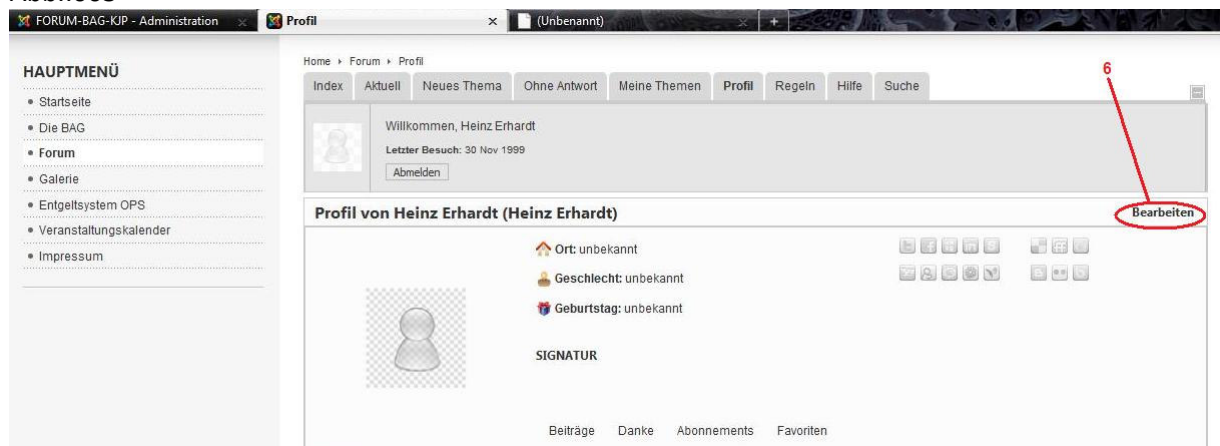 FORUM-BAG-KJP - Administration Profil (Unbenannt)
HAUPTMENÜ
Startseite
Die BAG
Forum
Galerie
Entgeltsystem OPS
Veranstaltungskalender
Impressum
Home Forum Profil
6
Index Aktuell Neues Thema Ohne Antwort Meine Themen Profil Regeln Hilfe Suche
Willkommen, Heinz Erhardt
Letzter Besuch: 30 Nov 1999
Abmelden
Profil von Heinz Erhardt (Heinz Erhardt) Bearbeiten
Ort: unbekannt
Geschlecht: unbekannt
Geburtstag: unbekannt
SIGNATUR
Beiträge Danke Abonnements Favoriten